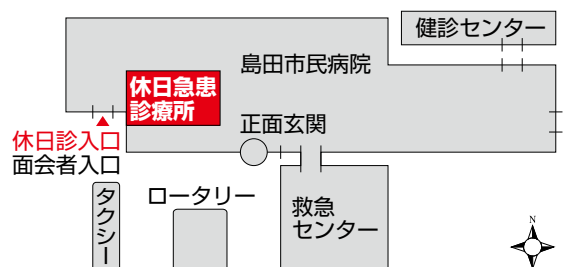 健診センター
島田市民病院
休日急患
診療所
正面玄関
休日診入口
面会者入口
タクシー
ロータリー
救急
センター
N